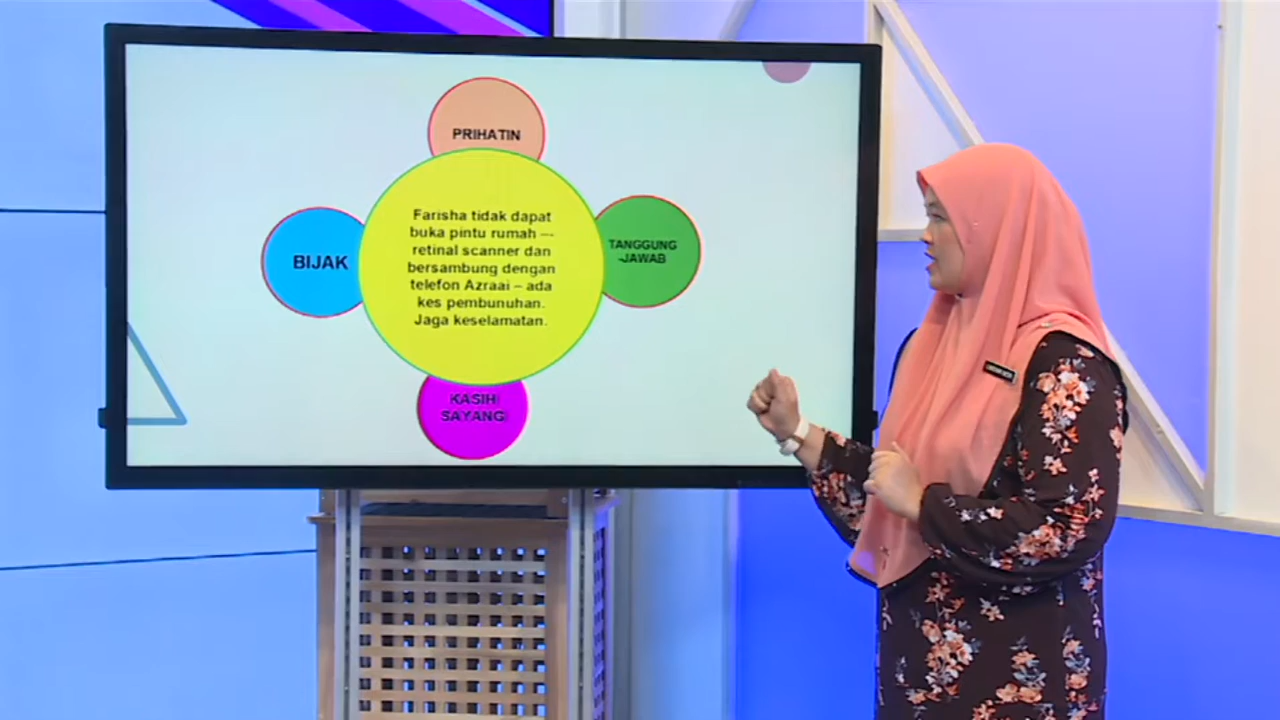 PRIHATIN
BIJAK
Farisha tidak dapat
buka pintu rumah –-
retinal scanner dan
bersambung dengan
telefon Azraai – ada
kes pembunuhan.
Jaga keselamatan.
TANGGUNG
-JAWAB
KASIH
SAYANG